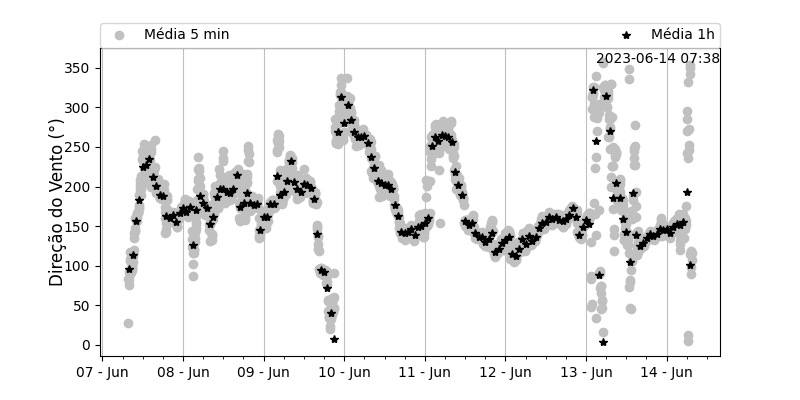 Média 5 min
Média 1h
2023-06-14 07:38
Direção do Vento (°)
350
300
250
200
150
100
50
0
07 - Jun
08 - Jun
09 - Jun
10 - Jun
11 - Jun
12 - Jun
13 - Jun
14 - Jun